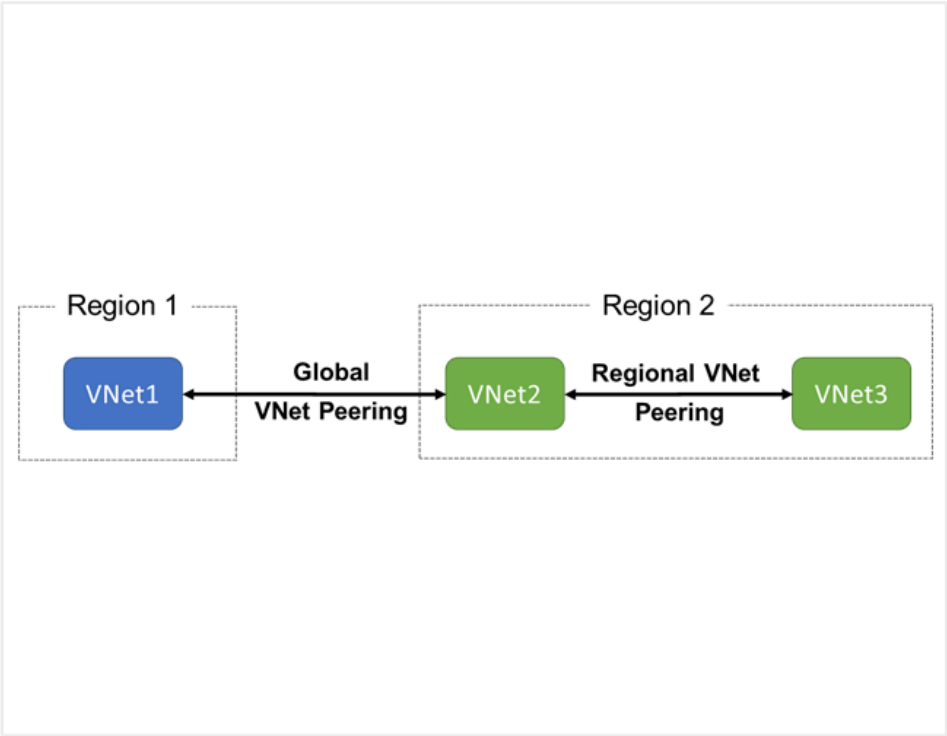 Region 1
Region 2
VNet1
Global
VNet Peering
VNet2
Regional VNet
Peering
VNet3